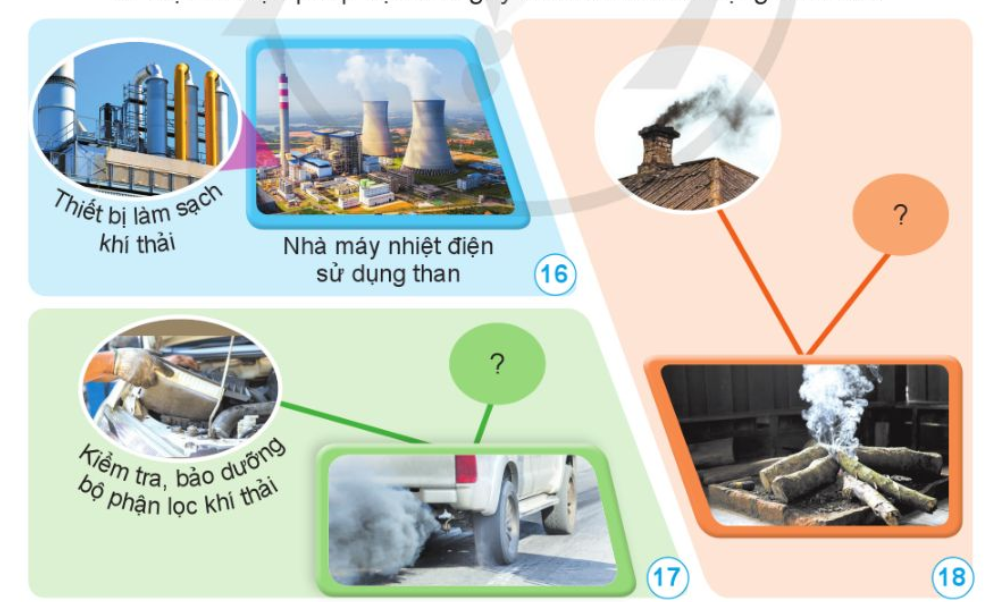 Thiết bị làm sạch
khí thải
Nhà máy nhiệt điện
sử dụng than
16
?
Kiểm tra, bảo dưỡng
bộ phận lọc khí thải
17
?
18